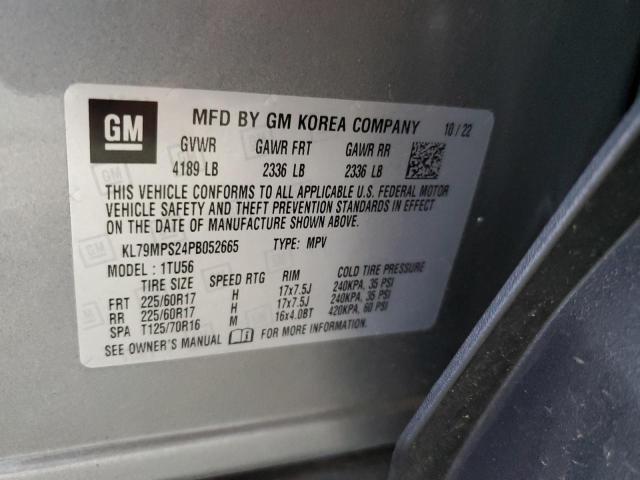 GM
MFD BY GM KOREA COMPANY 10/22
GVWR GAWR FRT GAWR RR
4189 LB 2336 LB 2336 LB
THIS VEHICLE CONFORMS TO ALL APPLICABLE U.S. FEDERAL MOTOR
VEHICLE SAFETY AND THEFT PREVENTION STANDARDS IN EFFECT
ON THE DATE OF MANUFACTURE SHOWN ABOVE.
KL79MPS24PB052665 TYPE: MPV
MODEL: 1TU56
TIRE SIZE SPEED RTG RIM COLD TIRE PRESSURE
FRT 225/60R17 H 17x7.5J 240KPA, 35 PSI
RR 225/60R17 H 17x7.5J 240KPA, 35 PSI
SPA T125/70R16 M 16x4.0BT 420KPA, 60 PSI
SEE OWNER'S MANUAL FOR MORE INFORMATION.